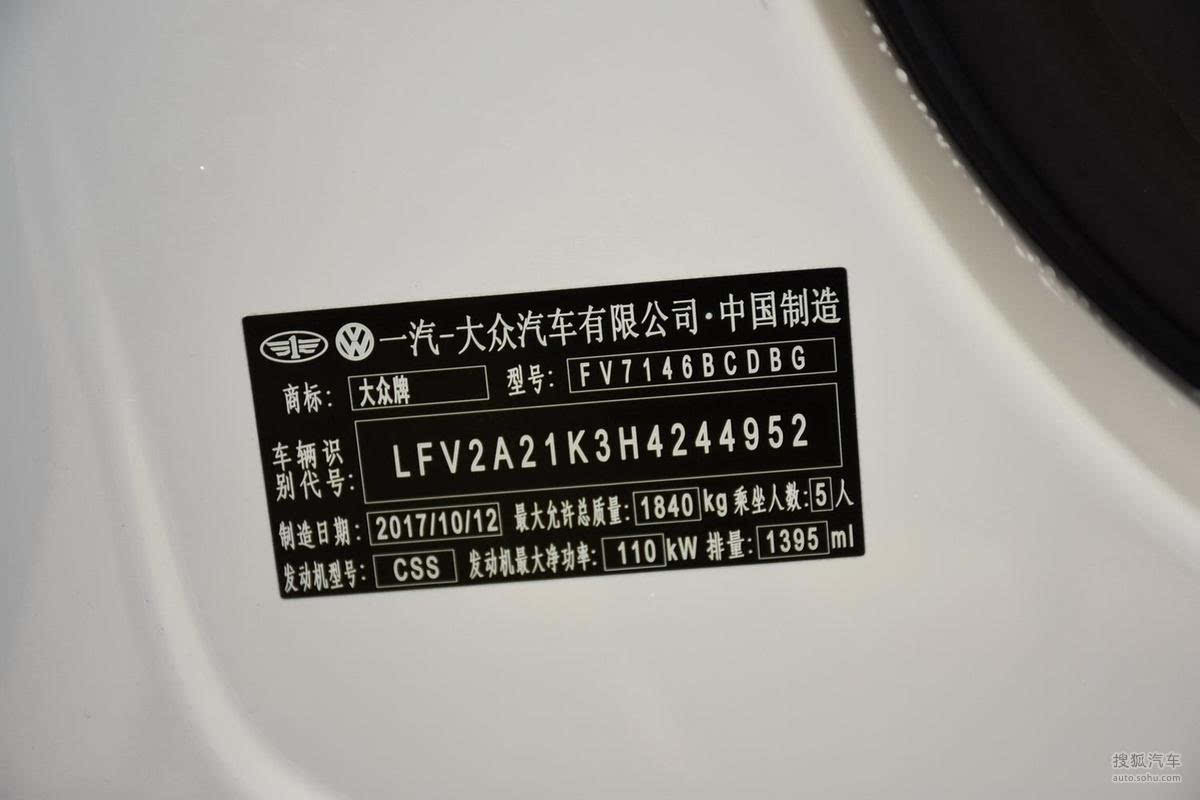 一汽-大众汽车有限公司·中国制造
商标: 大众牌 型号: FV7146BCDBG
车辆识别代号: LFV2A21K3H4244952
制造日期: 2017/10/12 最大允许总质量: 1840 kg 乘坐人数: 5 人
发动机型号: CSS 发动机最大净功率: 110 kW 排量: 1395 ml
搜狐汽车
auto.sohu.com